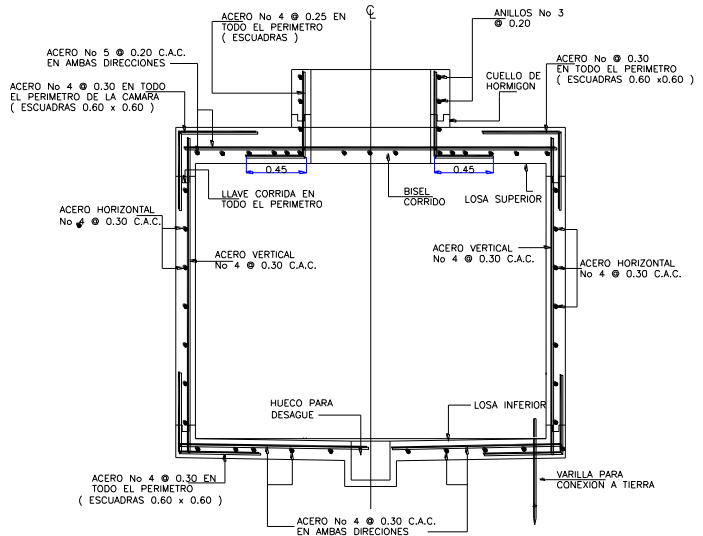 ACERO No 4 @ 0.25 EN
TODO EL PERIMETRO
( ESCUADRAS )
ANILLOS No 3
@ 0.20
ACERO No 5 @ 0.20 C.A.C.
EN AMBAS DIRECCIONES
ACERO No @ 0.30
EN TODO EL PERIMETRO
( ESCUADRAS 0.60 x0.60 )
CUELLO DE
HORMIGON
ACERO No 4 @ 0.30 EN TODO
EL PERIMETRO DE LA CAMARA
( ESCUADRAS 0.60 x 0.60 )
0.45
0.45
LLAVE CORRIDA EN
TODO EL PERIMETRO
BISEL
CORRIDO
LOSA SUPERIOR
ACERO HORIZONTAL
No 4 @ 0.30 C.A.C.
ACERO VERTICAL
No 4 @ 0.30 C.A.C.
ACERO VERTICAL
No 4 @ 0.30 C.A.C.
ACERO HORIZONTAL
No 4 @ 0.30 C.A.C.
HUECO PARA
DESAGUE
LOSA INFERIOR
ACERO No 4 @ 0.30 EN
TODO EL PERIMETRO
( ESCUADRAS 0.60 x 0.60 )
VARILLA PARA
CONEXION A TIERRA
ACERO No 4 @ 0.30 C.A.C.
EN AMBAS DIRECIONES